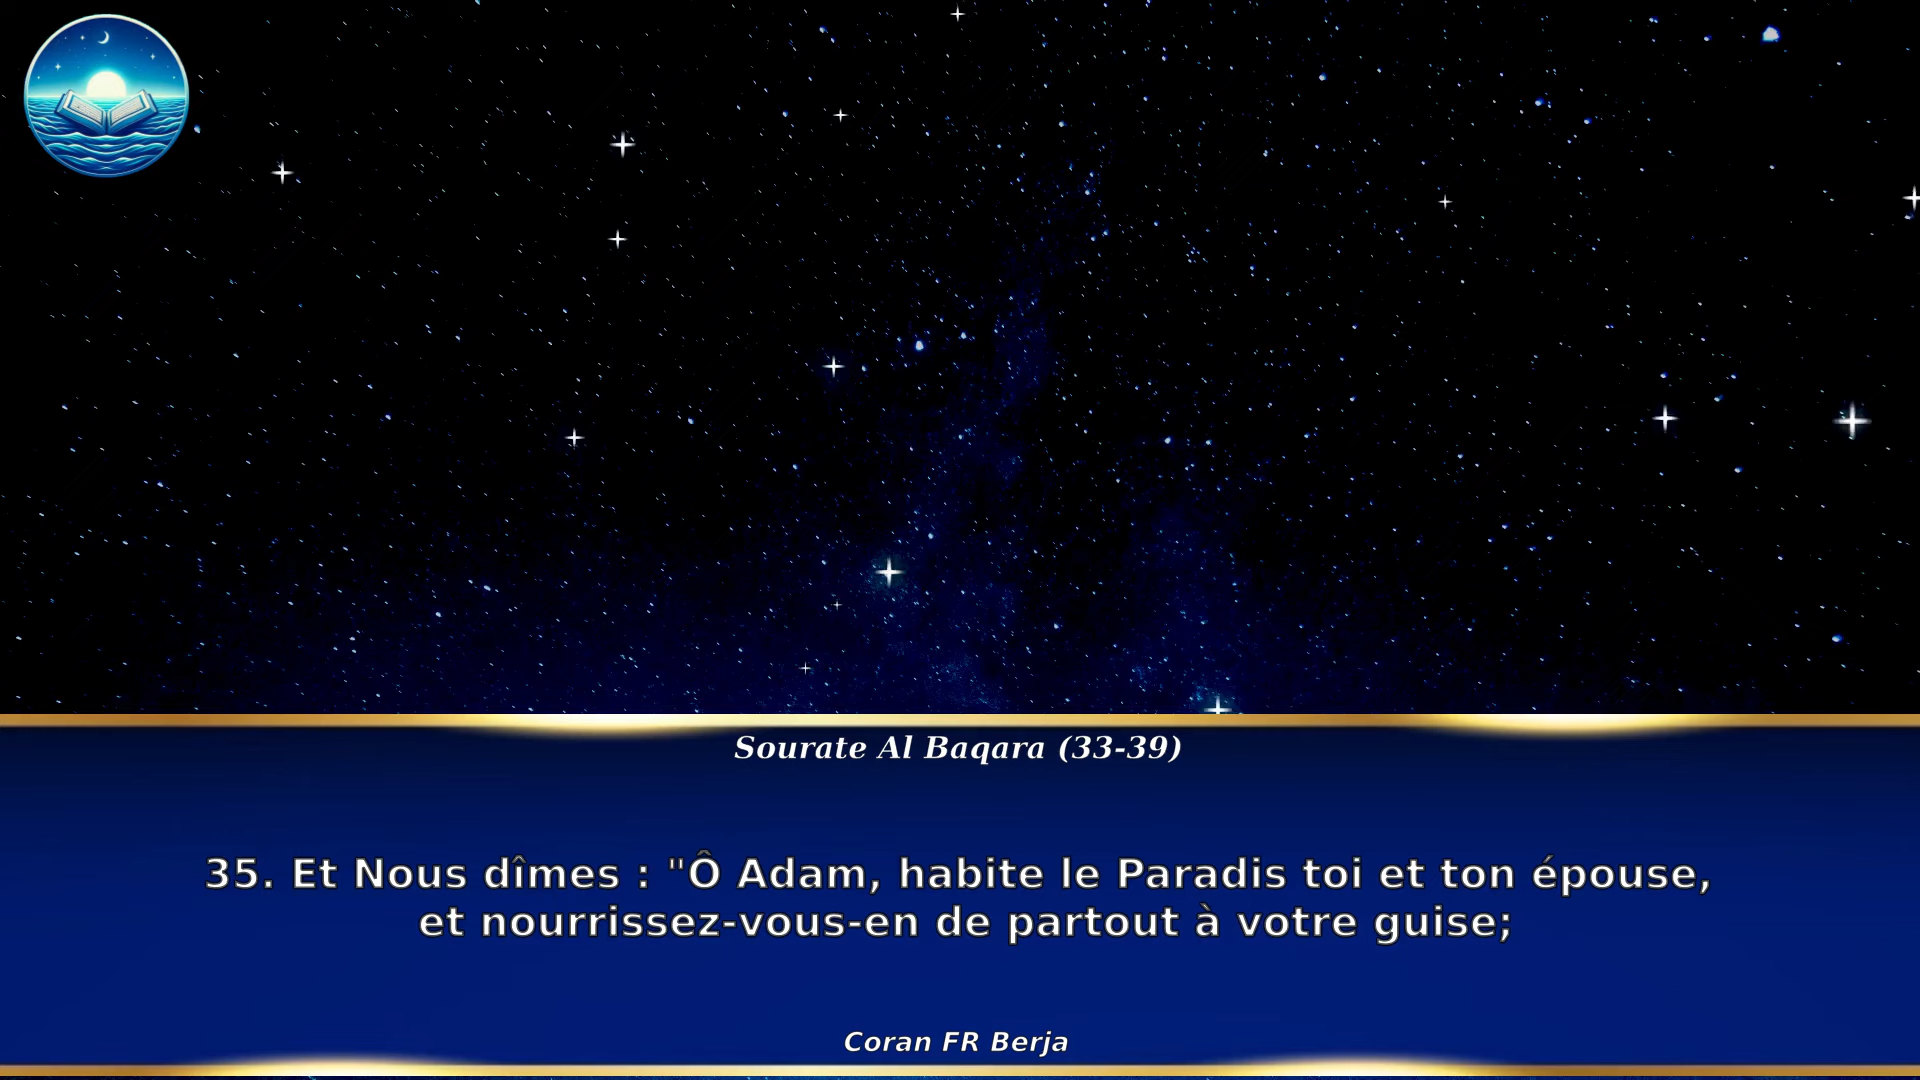 Sourate Al Baqara (33-39)
35. Et Nous dîmes : "Ô Adam, habite le Paradis toi et ton épouse,
et nourrissez-vous-en de partout à votre guise;
Coran FR Berja